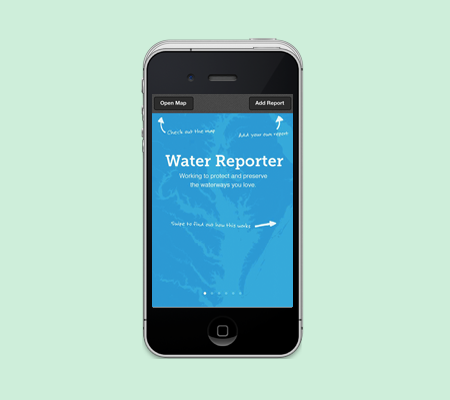 Open Map
Add Report
Check out the map
Add your own report
Water Reporter
Working to protect and preserve
the waterways you love.
Swipe to find out how this works